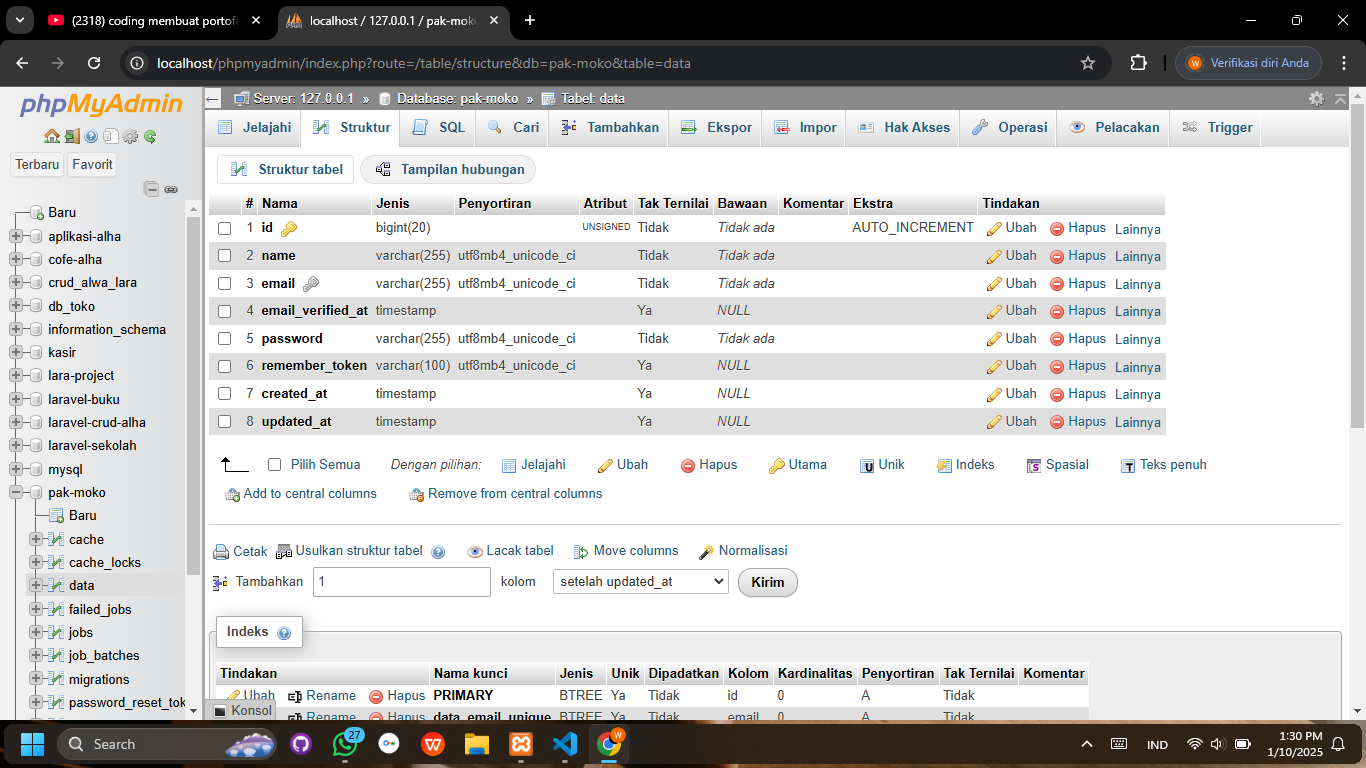 (2318) coding membuat portofo
localhost / 127.0.0.1 / pak-moko
localhost/phpmyadmin/index.php?route=/table/structure&db=pak-moko&table=data
Verifikasi diri Anda
phpMyAdmin
Terbaru Favorit
Baru
aplikasi-alha
cofe-alha
crud_alwa_lara
db_toko
information_schema
kasir
lara-project
laravel-buku
laravel-crud-alha
laravel-sekolah
mysql
pak-moko
Baru
cache
cache_locks
data
failed_jobs
jobs
job_batches
migrations
password_reset_tok
Server: 127.0.0.1 » Database: pak-moko » Tabel: data
Jelajahi Struktur SQL Cari Tambahkan Ekspor Impor Hak Akses Operasi Pelacakan Trigger
Struktur tabel Tampilan hubungan
# Nama Jenis Penyortiran Atribut Tak Ternilai Bawaan Komentar Ekstra Tindakan
1 id bigint(20) UNSIGNED Tidak Tidak ada AUTO_INCREMENT Ubah Hapus Lainnya
2 name varchar(255) utf8mb4_unicode_ci Tidak Tidak ada Ubah Hapus Lainnya
3 email varchar(255) utf8mb4_unicode_ci Tidak Tidak ada Ubah Hapus Lainnya
4 email_verified_at timestamp Ya NULL Ubah Hapus Lainnya
5 password varchar(255) utf8mb4_unicode_ci Tidak Tidak ada Ubah Hapus Lainnya
6 remember_token varchar(100) utf8mb4_unicode_ci Ya NULL Ubah Hapus Lainnya
7 created_at timestamp Ya NULL Ubah Hapus Lainnya
8 updated_at timestamp Ya NULL Ubah Hapus Lainnya
Pilih Semua Dengan pilihan: Jelajahi Ubah Hapus Utama Unik Indeks Spasial Teks penuh
Add to central columns Remove from central columns
Cetak Usulkan struktur tabel Lacak tabel Move columns Normalisasi
Tambahkan 1 kolom setelah updated_at Kirim
Indeks
Tindakan Nama kunci Jenis Unik Dipadatkan Kolom Kardinalitas Penyortiran Tak Ternilai Komentar
Ubah Rename Hapus PRIMARY BTREE Ya Tidak id 0 A Tidak
Rename Hapus data_email_unique BTREE Ya Tidak email 0 A Tidak
Konsol
Search
27
IND
1:30 PM
1/10/2025